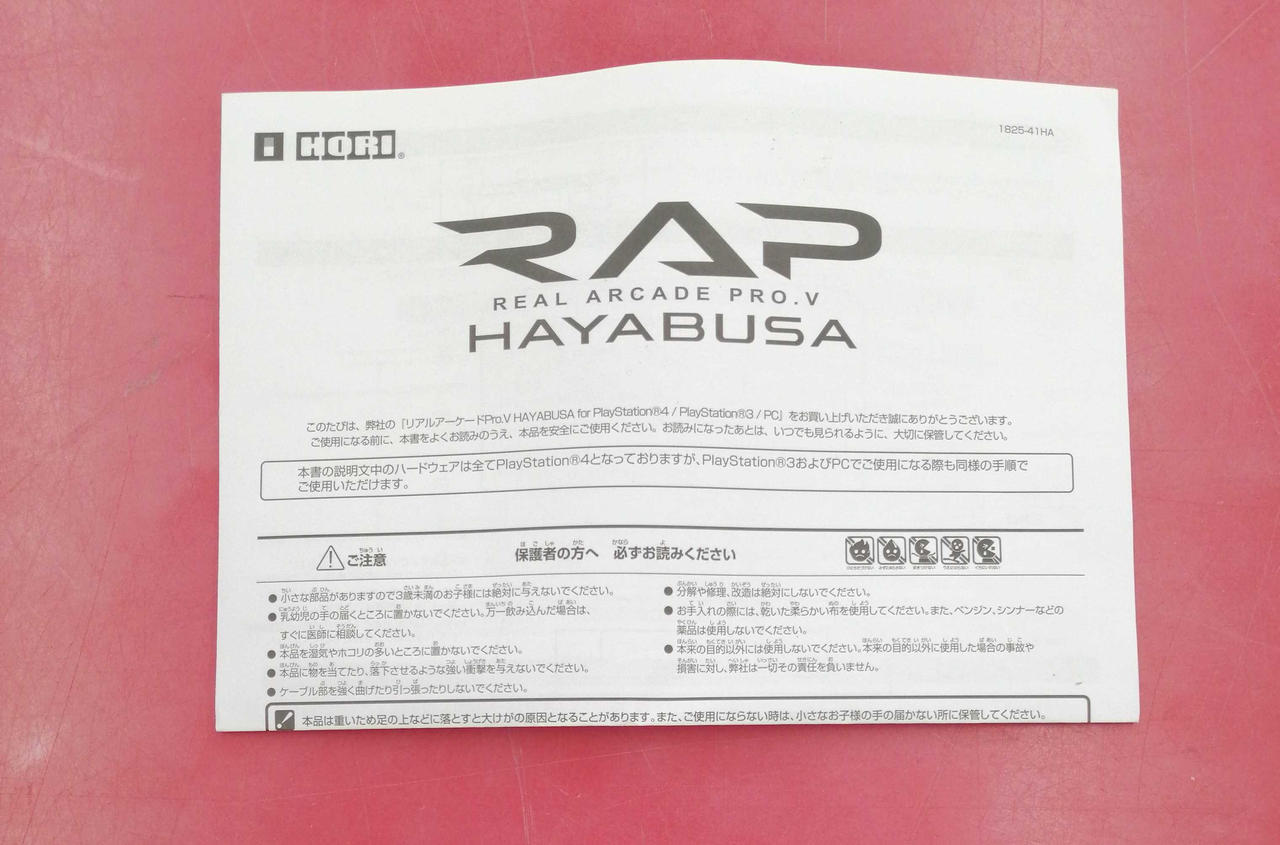 HORI®
1825-41HA
RAP
REAL ARCADE PRO.V
HAYABUSA
このたびは、弊社の「リアルアーケードPro.V HAYABUSA for PlayStation®4 / PlayStation®3 / PC」をお買い上げいただき誠にありがとうございます。
ご使用になる前に、本書をよくお読みのうえ、本品を安全にご使用ください。お読みになったあとは、いつでも見られるように、大切に保管してください。
本書の説明文中のハードウェアは全てPlayStation®4となっておりますが、PlayStation®3およびPCでご使用になる際も同様の手順で
ご使用いただけます。
ご注意
保護者の方へ 必ずお読みください
● 小さな部品がありますので3歳未満のお子様には絶対に与えないでください。
● 乳幼児の手の届くところに置かないでください。万一飲み込んだ場合は、
すぐに医師に相談してください。
● 本品を湿気やホコリの多いところに置かないでください。
● 本品に物を当てたり、落下させるような強い衝撃を与えないでください。
● ケーブル部を強く曲げたり引っ張ったりしないでください。
● 分解や修理、改造は絶対にしないでください。
● お手入れの際には、乾いた柔らかい布を使用してください。また、ベンジン、シンナーなどの
薬品は使用しないでください。
● 本来の目的以外には使用しないでください。本来の目的以外に使用した場合の事故や
損害に対し、弊社は一切その責任を負いません。
本品は重いため足の上などに落とすと大けがの原因となることがあります。また、ご使用にならない時は、小さなお子様の手の届かない所に保管してください。